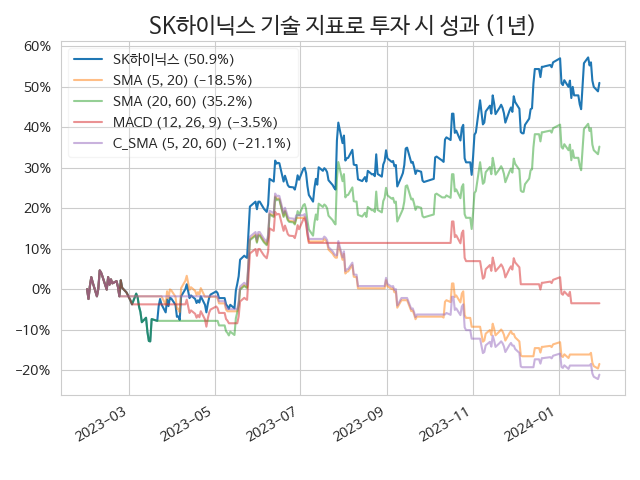 SK하이닉스 기술 지표로 투자 시 성과 (1년)
SK하이닉스 (50.9%)
SMA (5, 20) (−18.5%)
SMA (20, 60) (35.2%)
MACD (12, 26, 9) (−3.5%)
C_SMA (5, 20, 60) (−21.1%)
60%
50%
40%
30%
20%
10%
0%
−10%
−20%
2023−03
2023−05
2023−07
2023−09
2023−11
2024−01